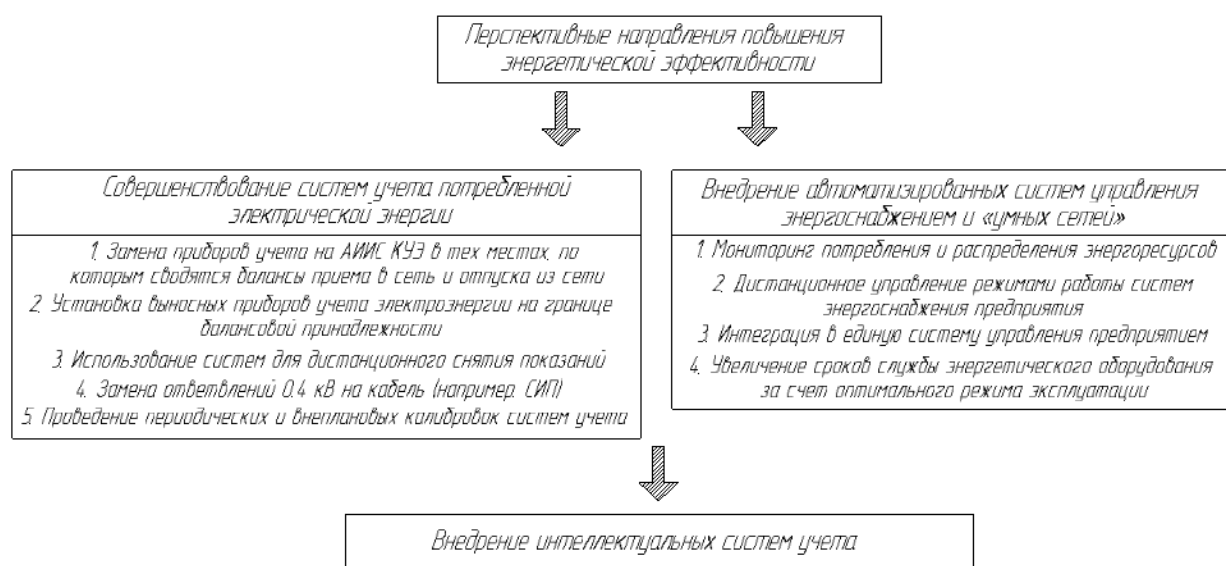 Перспективные направления повышения
энергетической эффективности
Совершенствование систем учета потребленной
электрической энергии
1. Замена приборов учета на АИИС КУЭ в тех местах, по
которым сводятся балансы приема в сеть и отпуска из сети
2. Установка выносных приборов учета электроэнергии на границе
балансовой принадлежности
3. Использование систем для дистанционного снятия показаний
4. Замена ответвлений 0.4 кВ на кабель (например. СИП)
5. Проведение периодических и внеплановых калибровок систем учета
Внедрение автоматизированных систем управления
энергоснабжением и «умных сетей»
1. Мониторинг потребления и распределения энергоресурсов
2. Дистанционное управление режимами работы систем
энергоснабжения предприятия
3. Интеграция в единую систему управления предприятием
4. Увеличение сроков службы энергетического оборудования
за счет оптимального режима эксплуатации
Внедрение интеллектуальных систем учета